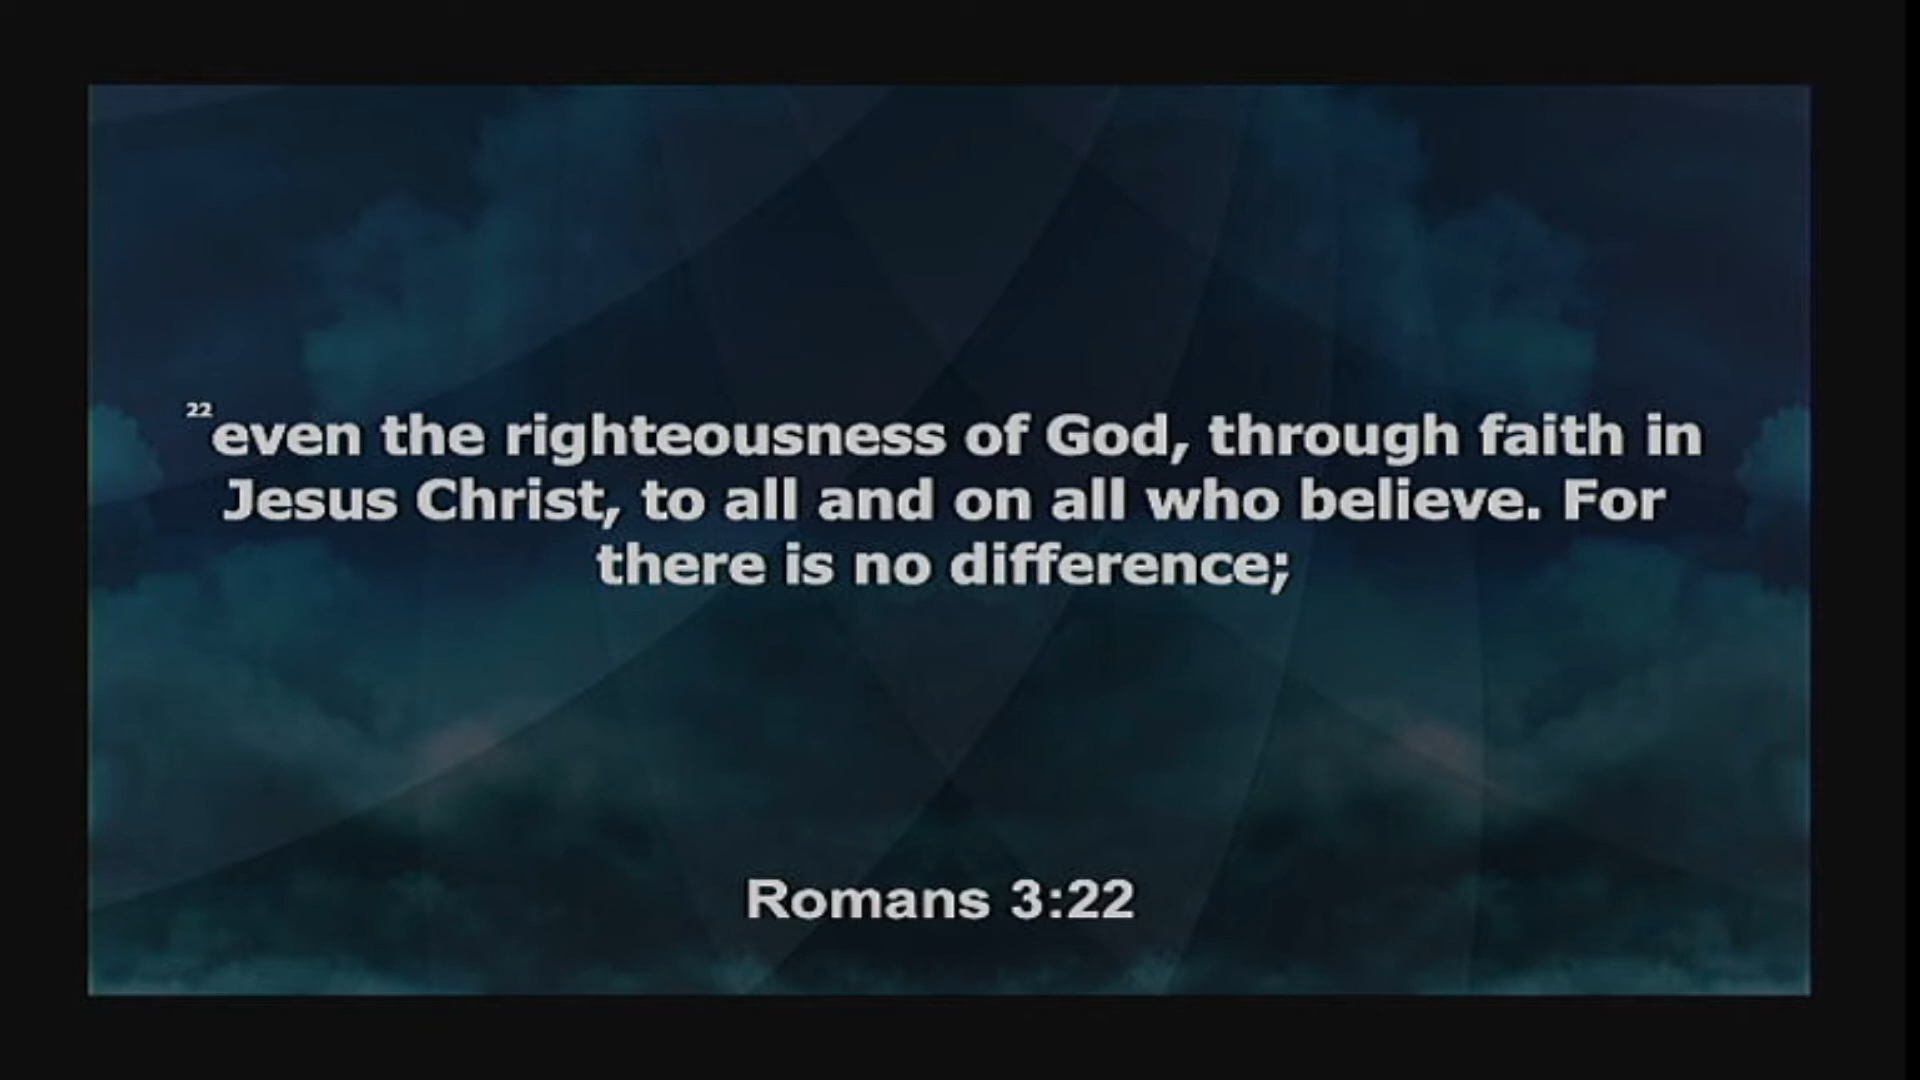 22even the righteousness of God, through faith in
Jesus Christ, to all and on all who believe. For
there is no difference;
Romans 3:22